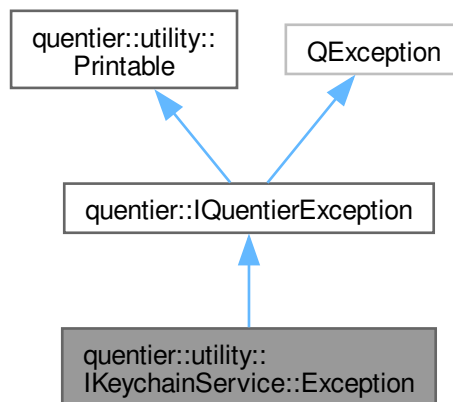 quentier::utility::
Printable
QException
quentier::IQuentierException
quentier::utility::
IKeychainService::Exception